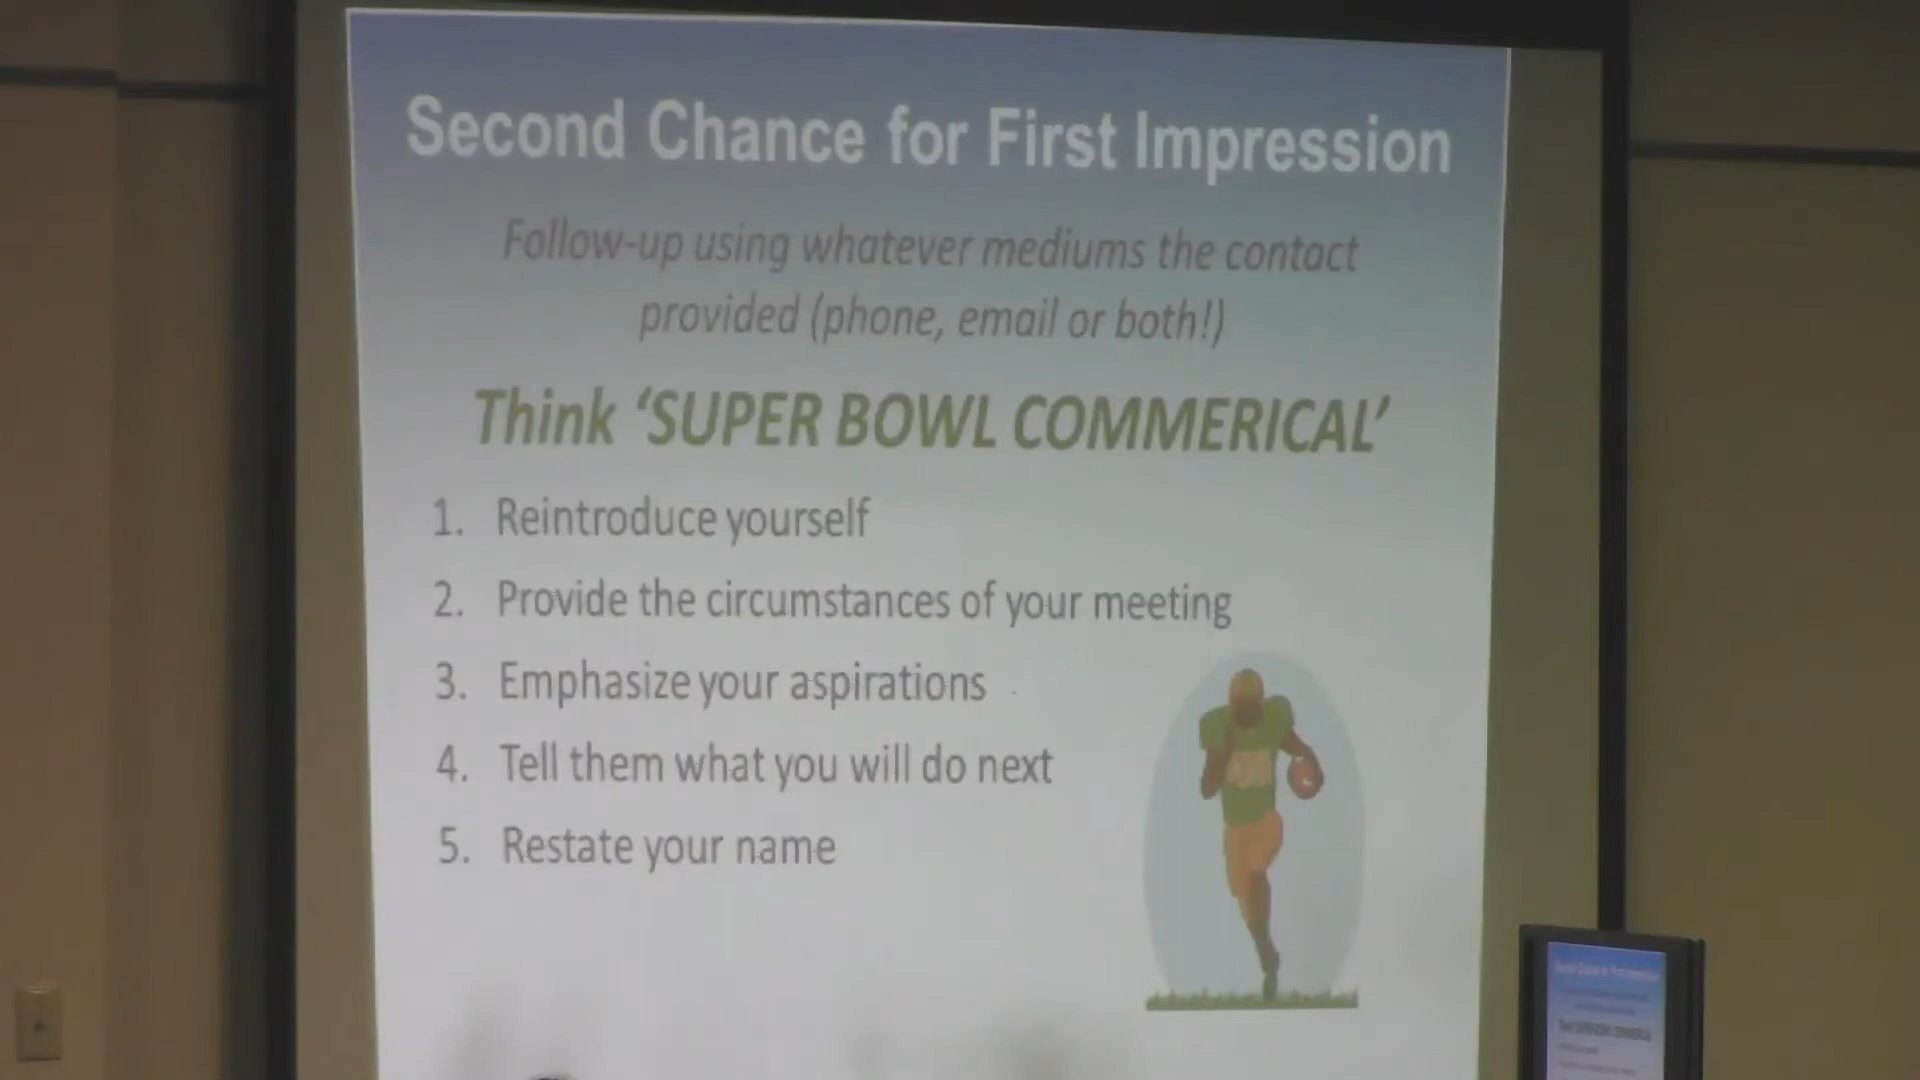 Second Chance for First Impression
Follow-up using whatever mediums the contact
provided (phone, email or both!)
Think ‘SUPER BOWL COMMERICAL’
1. Reintroduce yourself
2. Provide the circumstances of your meeting
3. Emphasize your aspirations
4. Tell them what you will do next
5. Restate your name